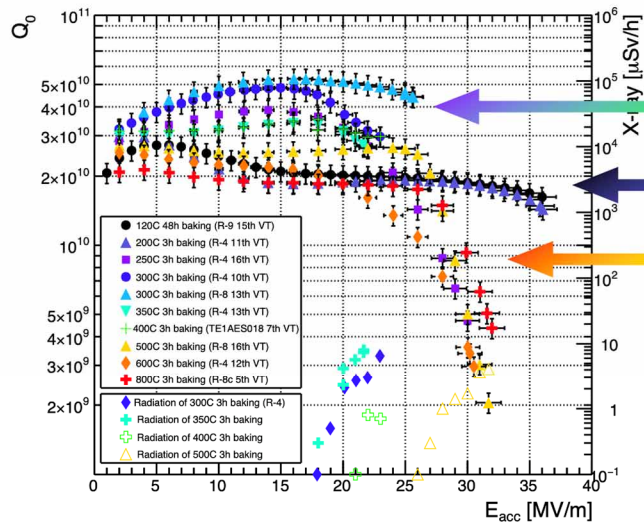 Q₀
10¹¹
5×10¹⁰
4×10¹⁰
3×10¹⁰
2×10¹⁰
10¹⁰
5×10⁹
4×10⁹
3×10⁹
2×10⁹
120C 48h baking (R-9 15th VT)
200C 3h baking (R-4 11th VT)
250C 3h baking (R-4 16th VT)
300C 3h baking (R-4 10th VT)
300C 3h baking (R-8 13th VT)
350C 3h baking (R-4 13th VT)
400C 3h baking (TE1AES018 7th VT)
500C 3h baking (R-8 16th VT)
600C 3h baking (R-4 12th VT)
800C 3h baking (R-8c 5th VT)
Radiation of 300C 3h baking (R-4)
Radiation of 350C 3h baking
Radiation of 400C 3h baking
Radiation of 500C 3h baking
0 5 10 15 20 25 30 35 40
E_acc [MV/m]
10⁶
10⁵
10⁴
10³
10²
10
1
10⁻¹
X-ray [μSv/h]